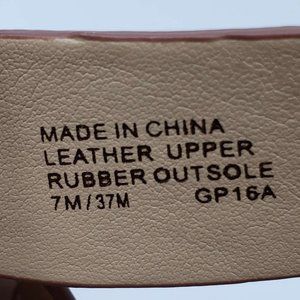 MADE IN CHINA
LEATHER UPPER
RUBBER OUTSOLE
7M/37M GP16A